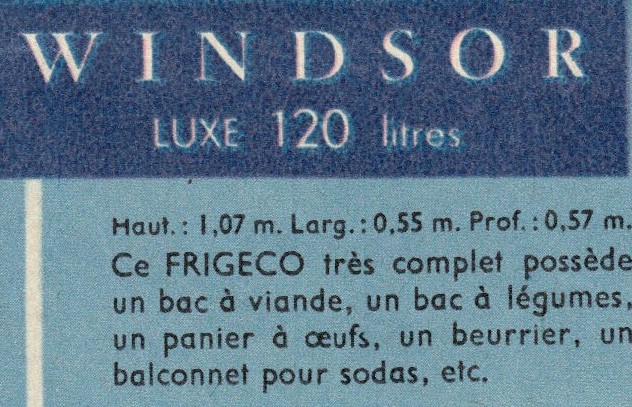 WINDSOR
LUXE 120 litres
Haut. : 1,07 m. Larg. : 0,55 m. Prof. : 0,57 m.
Ce FRIGECO très complet possède
un bac à viande, un bac à légumes,
un panier à œufs, un beurrier, un
balconnet pour sodas, etc.